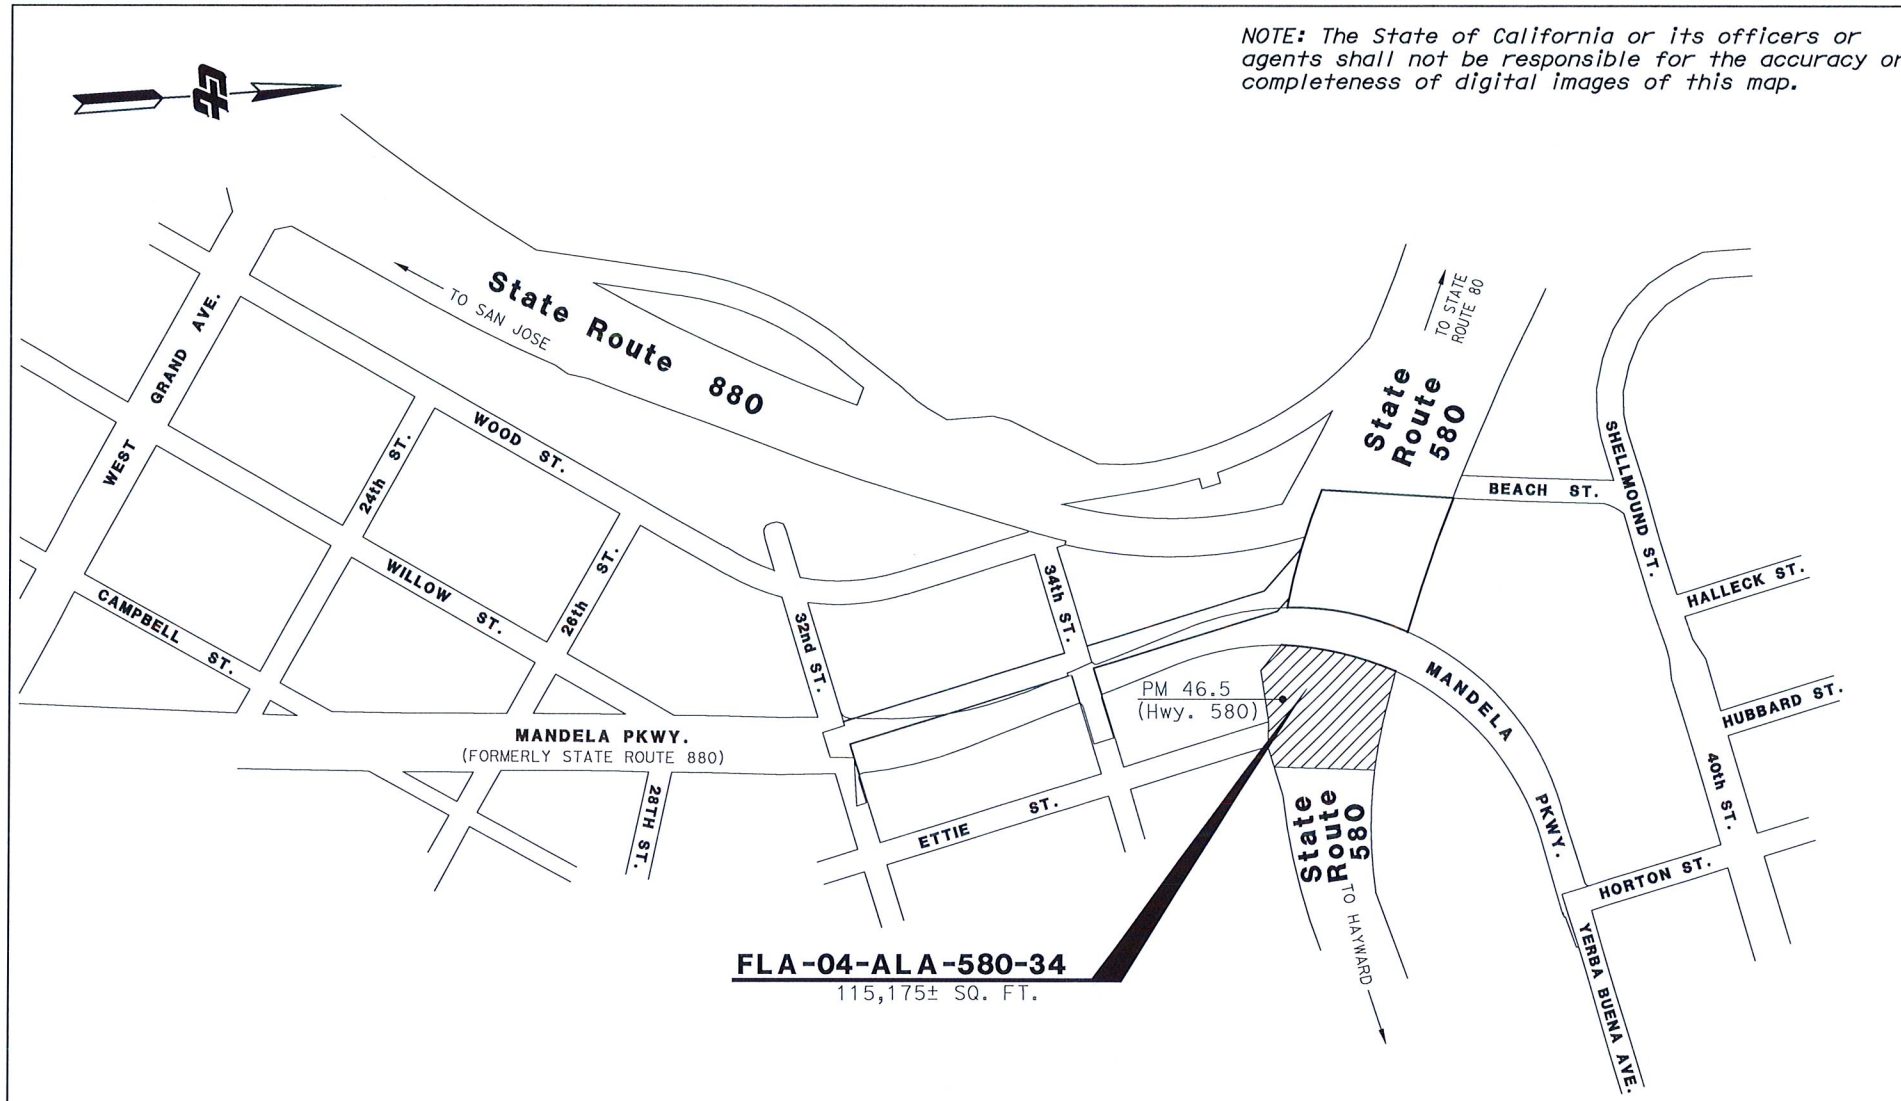 NOTE: The State of California or its officers or
agents shall not be responsible for the accuracy or
completeness of digital images of this map.
State Route 880
TO SAN JOSE
WEST GRAND AVE.
24th ST.
WOOD ST.
26th ST.
WILLOW ST.
CAMPBELL ST.
32nd ST.
34th ST.
MANDELA PKWY.
(FORMERLY STATE ROUTE 880)
28TH ST.
ETTIE ST.
PM 46.5
(Hwy. 580)
State
Route
580
TO STATE
ROUTE 80
BEACH ST.
SHELLMOUND ST.
HALLECK ST.
HUBBARD ST.
40th ST.
MANDELA PKWY.
HORTON ST.
YERBA BUENA AVE.
State
Route
580
TO HAYWARD
FLA-04-ALA-580-34
115,175± SQ. FT.